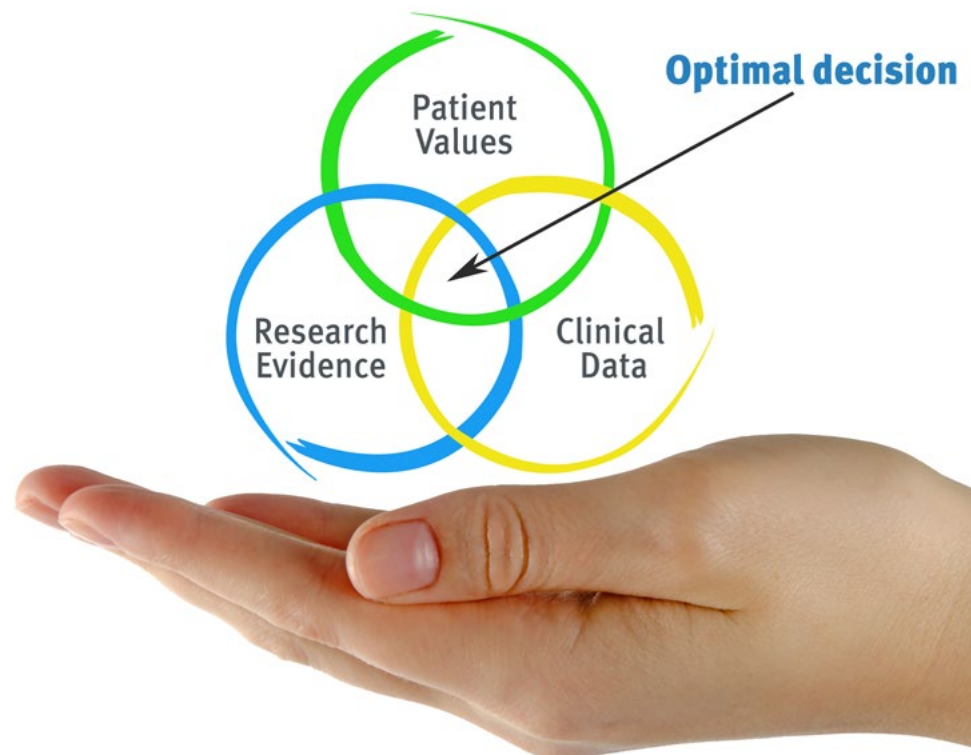 Optimal decision
Patient
Values
Research
Evidence
Clinical
Data